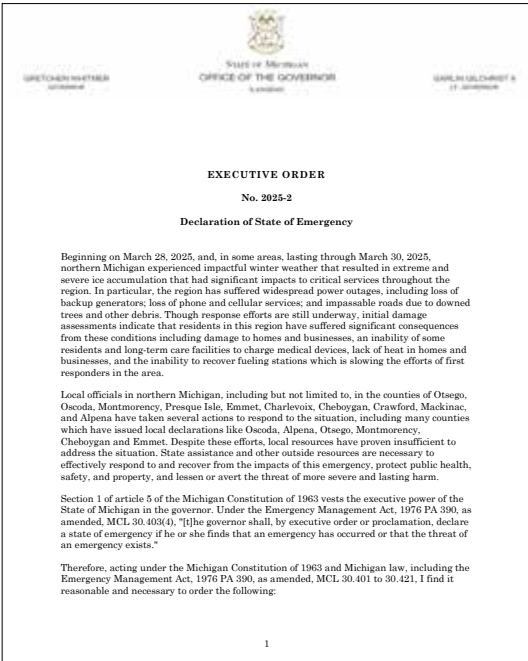 STATE OF MICHIGAN
GRETCHEN WHITMER
OFFICE OF THE GOVERNOR
GARLIN GILCHRIST II
GOVERNOR
LANSING
LT. GOVERNOR
EXECUTIVE ORDER
No. 2025-2
Declaration of State of Emergency
Beginning on March 28, 2025, and, in some areas, lasting through March 30, 2025,
northern Michigan experienced impactful winter weather that resulted in extreme and
severe ice accumulation that had significant impacts to critical services throughout the
region. In particular, the region has suffered widespread power outages, including loss of
backup generators; loss of phone and cellular services; and impassable roads due to downed
trees and other debris. Though response efforts are still underway, initial damage
assessments indicate that residents in this region have suffered significant consequences
from these conditions including damage to homes and businesses, an inability of some
residents and long-term care facilities to charge medical devices, lack of heat in homes and
businesses, and the inability to recover fueling stations which is slowing the efforts of first
responders in the area.
Local officials in northern Michigan, including but not limited to, in the counties of Otsego,
Oscoda, Montmorency, Presque Isle, Emmet, Charlevoix, Cheboygan, Crawford, Mackinac,
and Alpena have taken several actions to respond to the situation, including many counties
which have issued local declarations like Oscoda, Alpena, Otsego, Montmorency,
Cheboygan and Emmet. Despite these efforts, local resources have proven insufficient to
address the situation. State assistance and other outside resources are necessary to
effectively respond to and recover from the impacts of this emergency, protect public health,
safety, and property, and lessen or avert the threat of more severe and lasting harm.
Section 1 of article 5 of the Michigan Constitution of 1963 vests the executive power of the
State of Michigan in the governor. Under the Emergency Management Act, 1976 PA 390, as
amended, MCL 30.403(4), "[t]he governor shall, by executive order or proclamation, declare
a state of emergency if he or she finds that an emergency has occurred or that the threat of
an emergency exists."
Therefore, acting under the Michigan Constitution of 1963 and Michigan law, including the
Emergency Management Act, 1976 PA 390, as amended, MCL 30.401 to 30.421, I find it
reasonable and necessary to order the following:
1